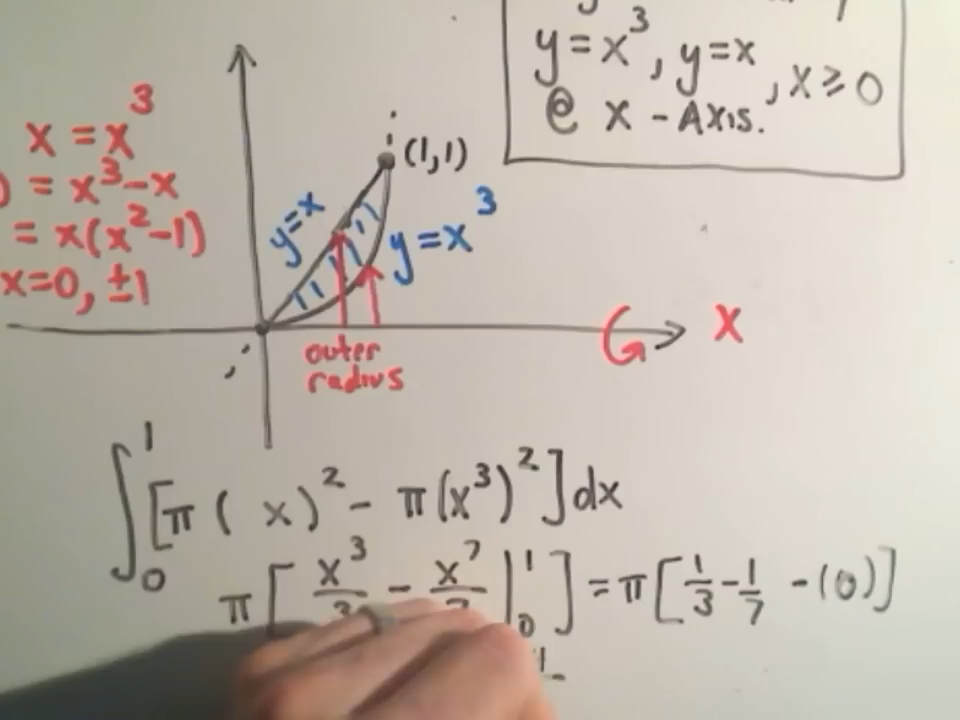 y = x³, y = x, x ≥ 0
@ x - Axis.
x = x³
= x³ - x
= x(x² - 1)
x = 0, ±1
(1,1)
y = x
y = x³
outer
radius
x
∫₀¹ [π( x )² - π(x³)²] dx
π[ x³/3 - x⁷/7 |₀¹ ] = π[ 1/3 - 1/7 - (0)]